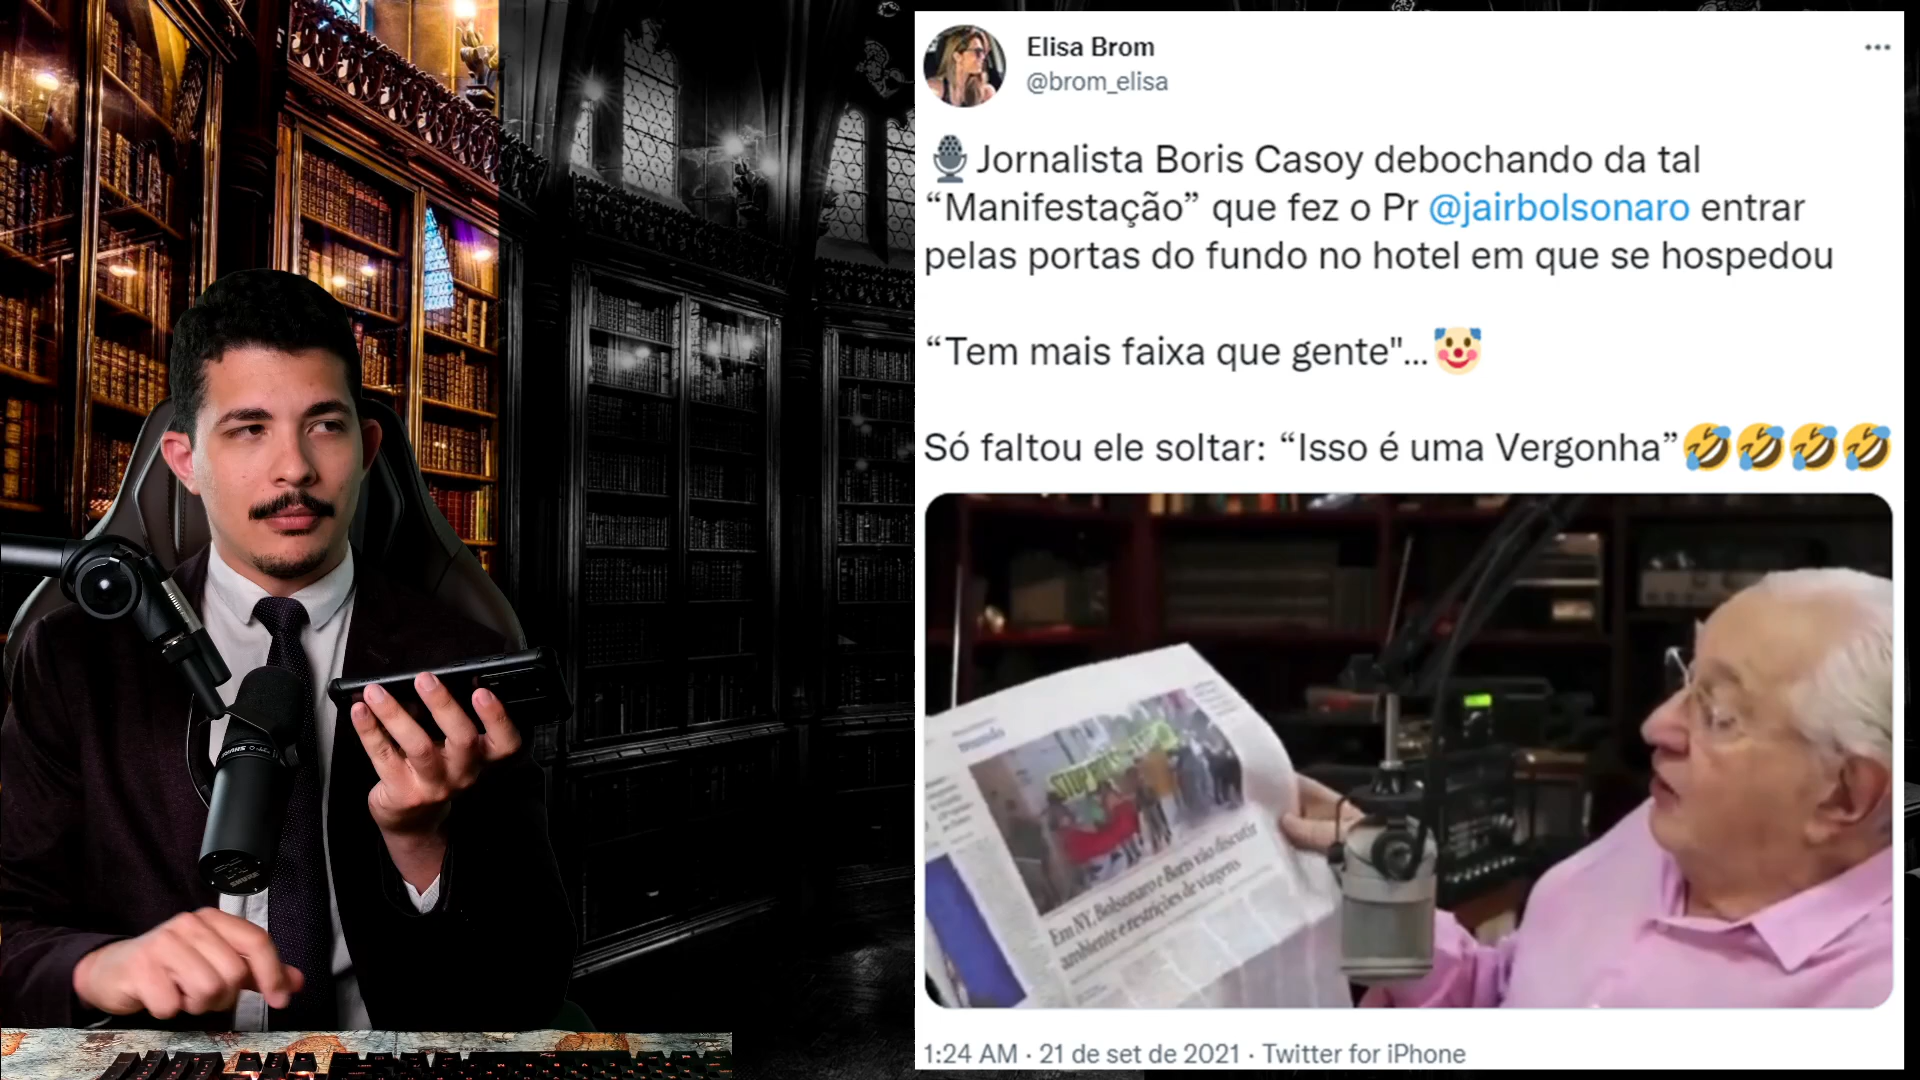 Elisa Brom
@brom_elisa
Jornalista Boris Casoy debochando da tal
“Manifestação” que fez o Pr @jairbolsonaro entrar
pelas portas do fundo no hotel em que se hospedou
“Tem mais faixa que gente"...
Só faltou ele soltar: “Isso é uma Vergonha”
mundo
Em NY, Bolsonaro e Boris vão discutir
ambiente e restrições de viagens
1:24 AM · 21 de set de 2021 · Twitter for iPhone
SHURE